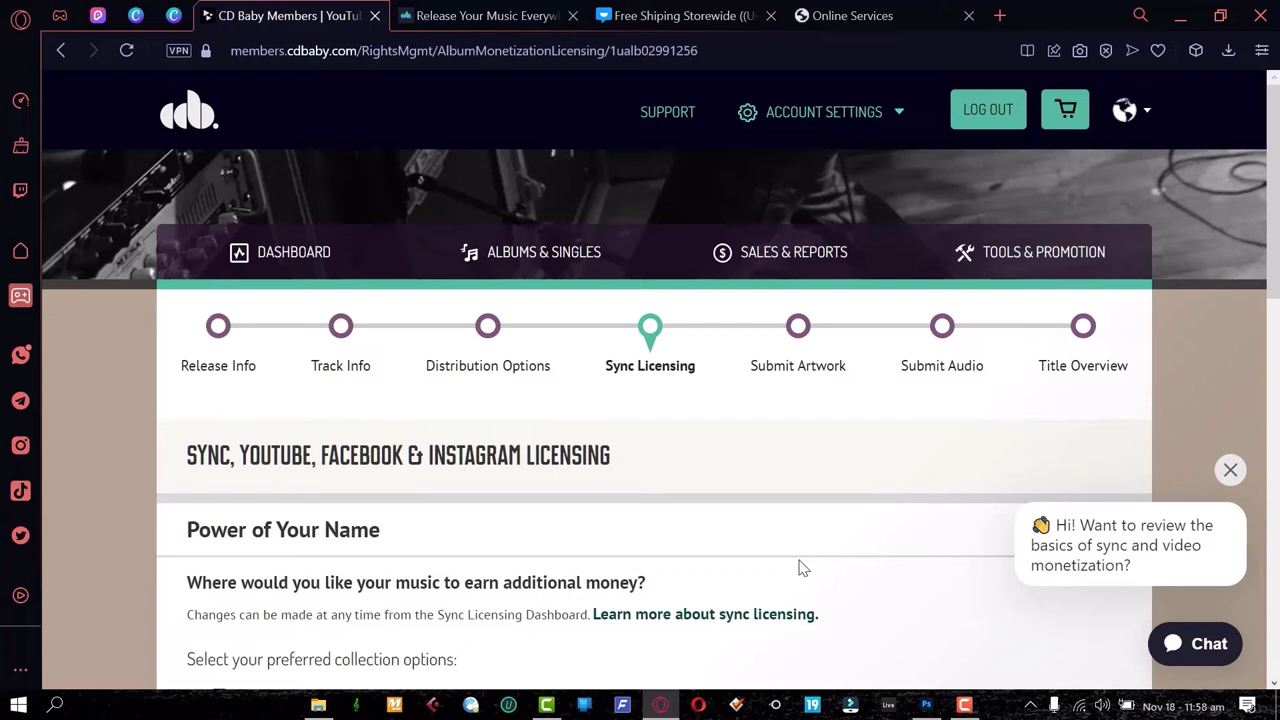 CD Baby Members | YouTu
Release Your Music Everyw
Free Shiping Storewide ((U
Online Services
VPN
members.cdbaby.com/RightsMgmt/AlbumMonetizationLicensing/1ualb02991256
cdb.
SUPPORT
ACCOUNT SETTINGS
LOG OUT
DASHBOARD
ALBUMS & SINGLES
SALES & REPORTS
TOOLS & PROMOTION
Release Info
Track Info
Distribution Options
Sync Licensing
Submit Artwork
Submit Audio
Title Overview
SYNC, YOUTUBE, FACEBOOK & INSTAGRAM LICENSING
Power of Your Name
👋 Hi! Want to review the
basics of sync and video
monetization?
Where would you like your music to earn additional money?
Changes can be made at any time from the Sync Licensing Dashboard. Learn more about sync licensing.
Select your preferred collection options:
Chat
Live
Nov 18 - 11:58 am